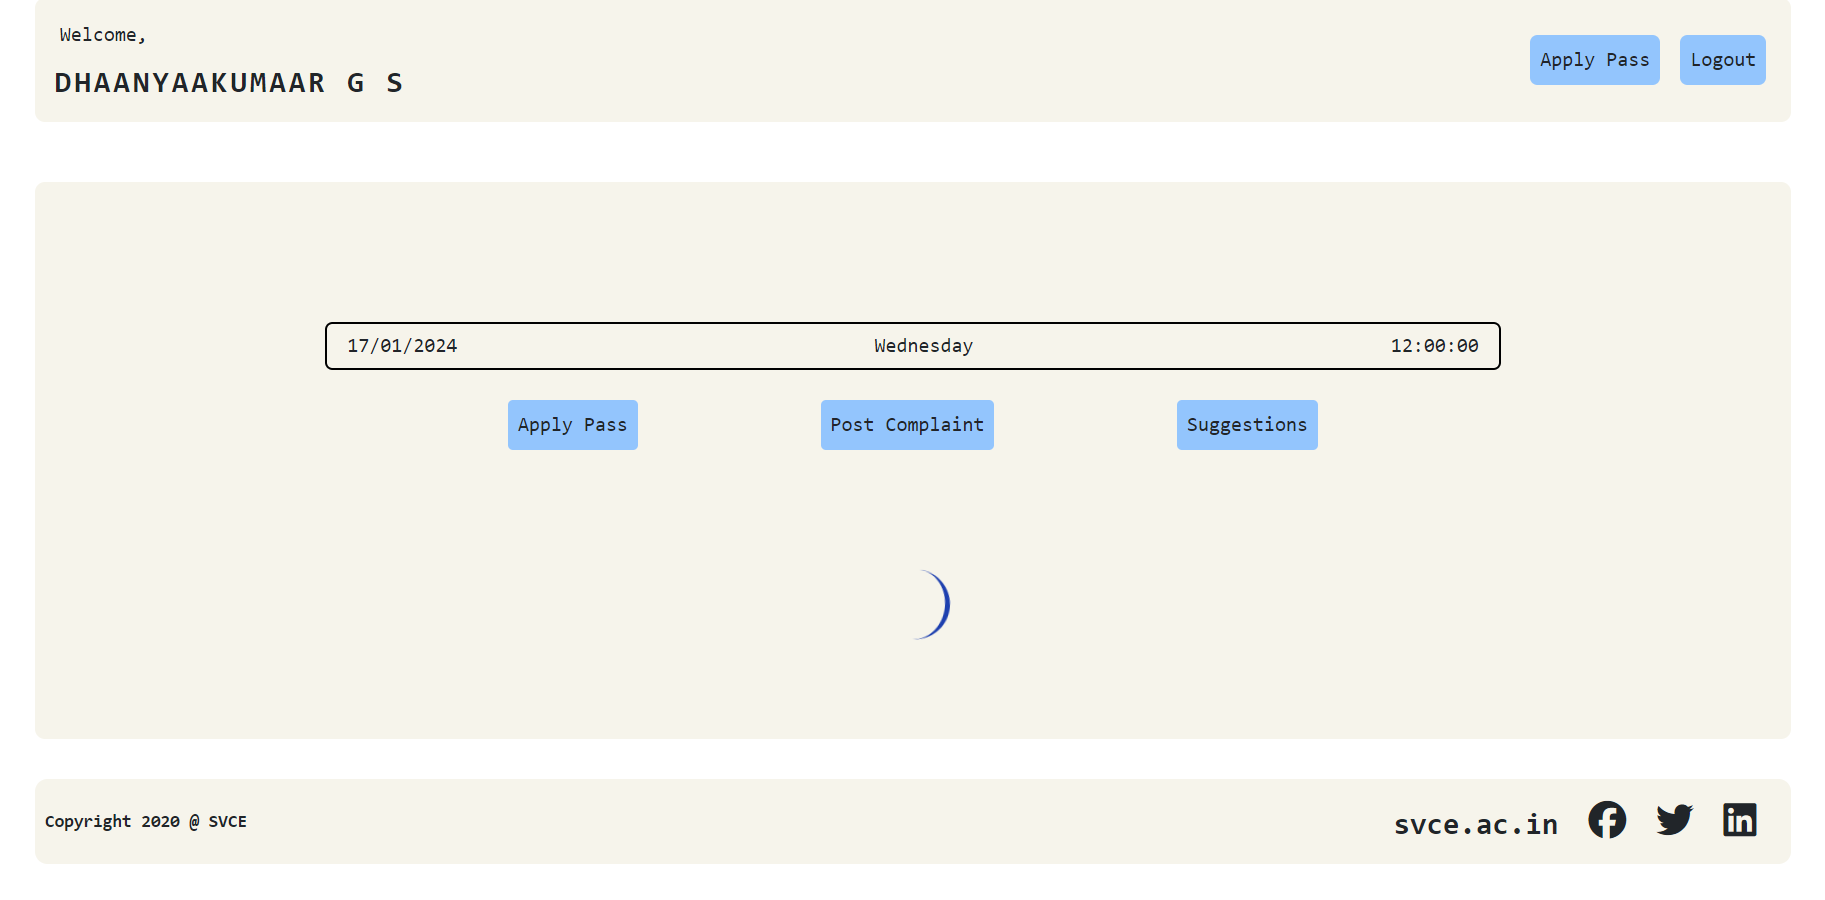 Welcome,
DHAANYAAKUMAAR G S
Apply Pass
Logout
17/01/2024 Wednesday 12:00:00
Apply Pass
Post Complaint
Suggestions
Copyright 2020 @ SVCE
svce.ac.in